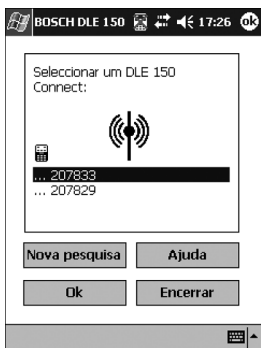 BOSCH DLE 150 17:26 ok
Seleccionar um DLE 150
Connect:
... 207833
... 207829
Nova pesquisa Ajuda
Ok Encerrar